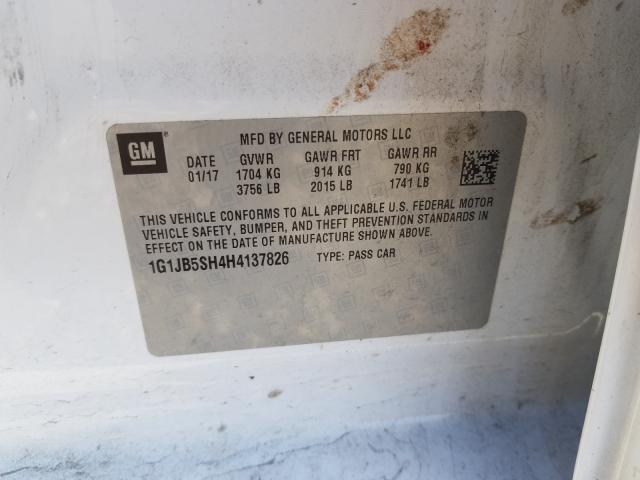 GM
MFD BY GENERAL MOTORS LLC
DATE GVWR GAWR FRT GAWR RR
01/17 1704 KG 914 KG 790 KG
3756 LB 2015 LB 1741 LB
THIS VEHICLE CONFORMS TO ALL APPLICABLE U.S. FEDERAL MOTOR
VEHICLE SAFETY, BUMPER, AND THEFT PREVENTION STANDARDS IN
EFFECT ON THE DATE OF MANUFACTURE SHOWN ABOVE.
1G1JB5SH4H4137826 TYPE: PASS CAR